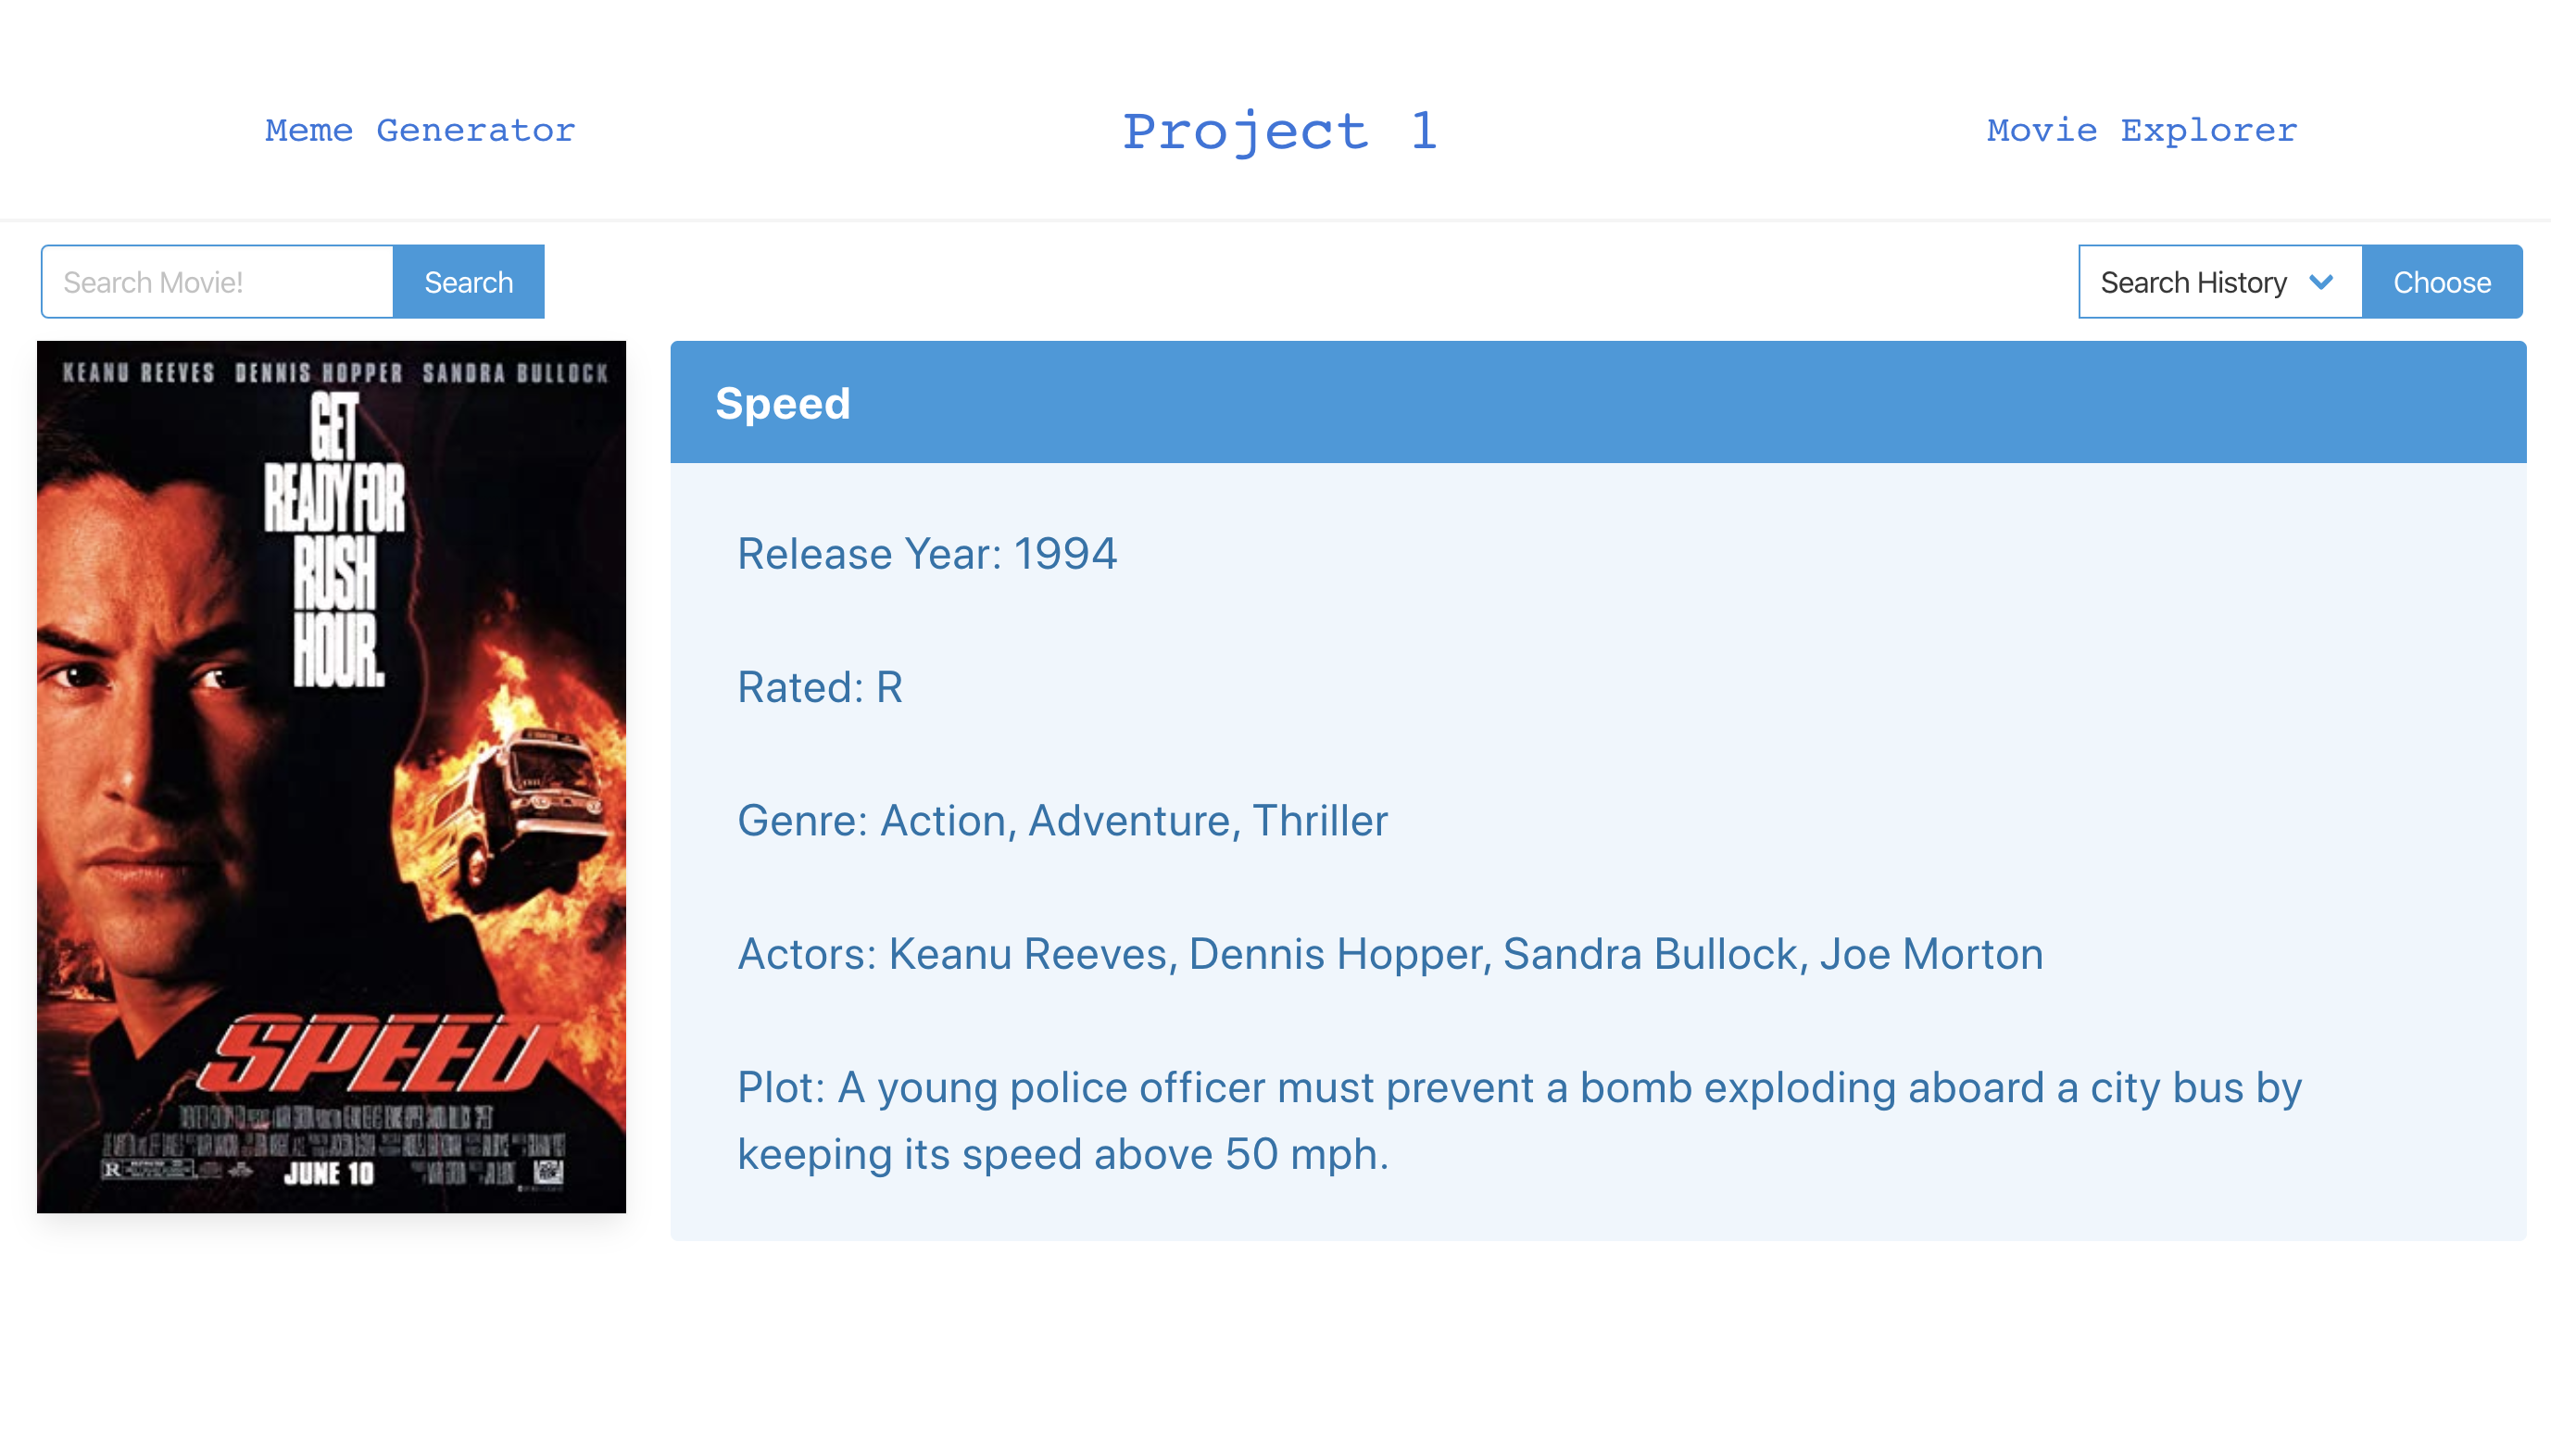 Meme Generator
Project 1
Movie Explorer
Search Movie!
Search
Search History
Choose
KEANU REEVES DENNIS HOPPER SANDRA BULLOCK
GET
READY FOR
RUSH
HOUR.
SPEED
R
JUNE 10
Speed
Release Year: 1994
Rated: R
Genre: Action, Adventure, Thriller
Actors: Keanu Reeves, Dennis Hopper, Sandra Bullock, Joe Morton
Plot: A young police officer must prevent a bomb exploding aboard a city bus by
keeping its speed above 50 mph.